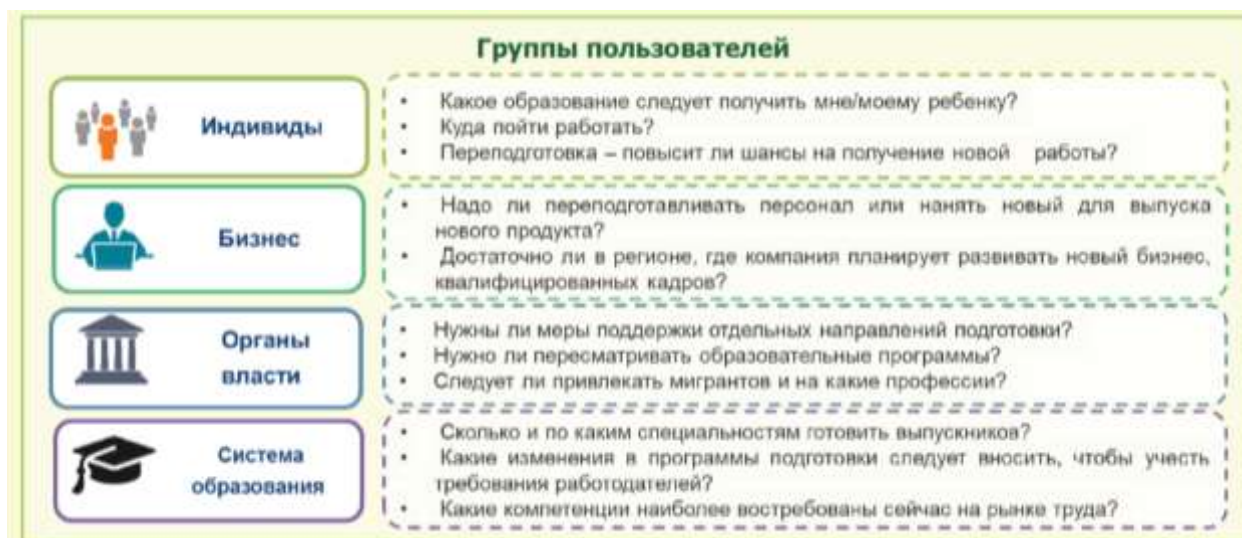 Группы пользователей
Индивиды
• Какое образование следует получить мне/моему ребенку?
• Куда пойти работать?
• Переподготовка – повысит ли шансы на получение новой работы?
Бизнес
• Надо ли переподготавливать персонал или нанять новый для выпуска
нового продукта?
• Достаточно ли в регионе, где компания планирует развивать новый бизнес,
квалифицированных кадров?
Органы
власти
• Нужны ли меры поддержки отдельных направлений подготовки?
• Нужно ли пересматривать образовательные программы?
• Следует ли привлекать мигрантов и на какие профессии?
Система
образования
• Сколько и по каким специальностям готовить выпускников?
• Какие изменения в программы подготовки следует вносить, чтобы учесть
требования работодателей?
• Какие компетенции наиболее востребованы сейчас на рынке труда?